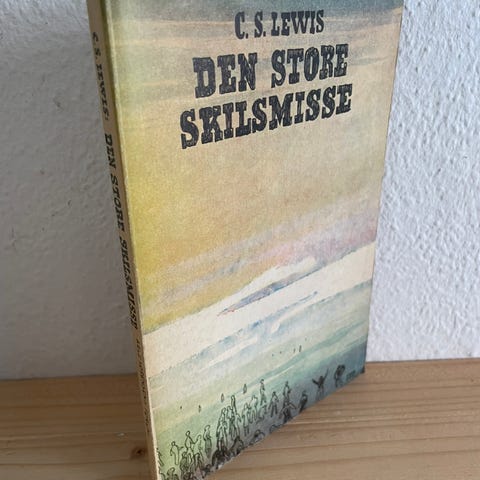 C. S. LEWIS
DEN STORE
SKILSMISSE
C. S. LEWIS: DEN STORE SKILSMISSE